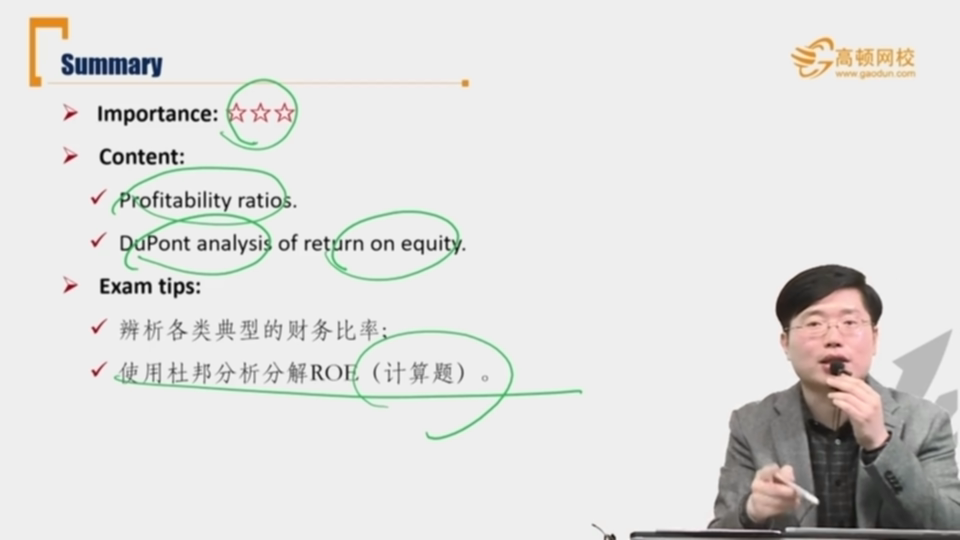 Summary
高顿网校
www.gaodun.com
Importance: ☆☆☆
Content:
Profitability ratios.
DuPont analysis of return on equity.
Exam tips:
辨析各类典型的财务比率;
使用杜邦分析分解ROE（计算题）。